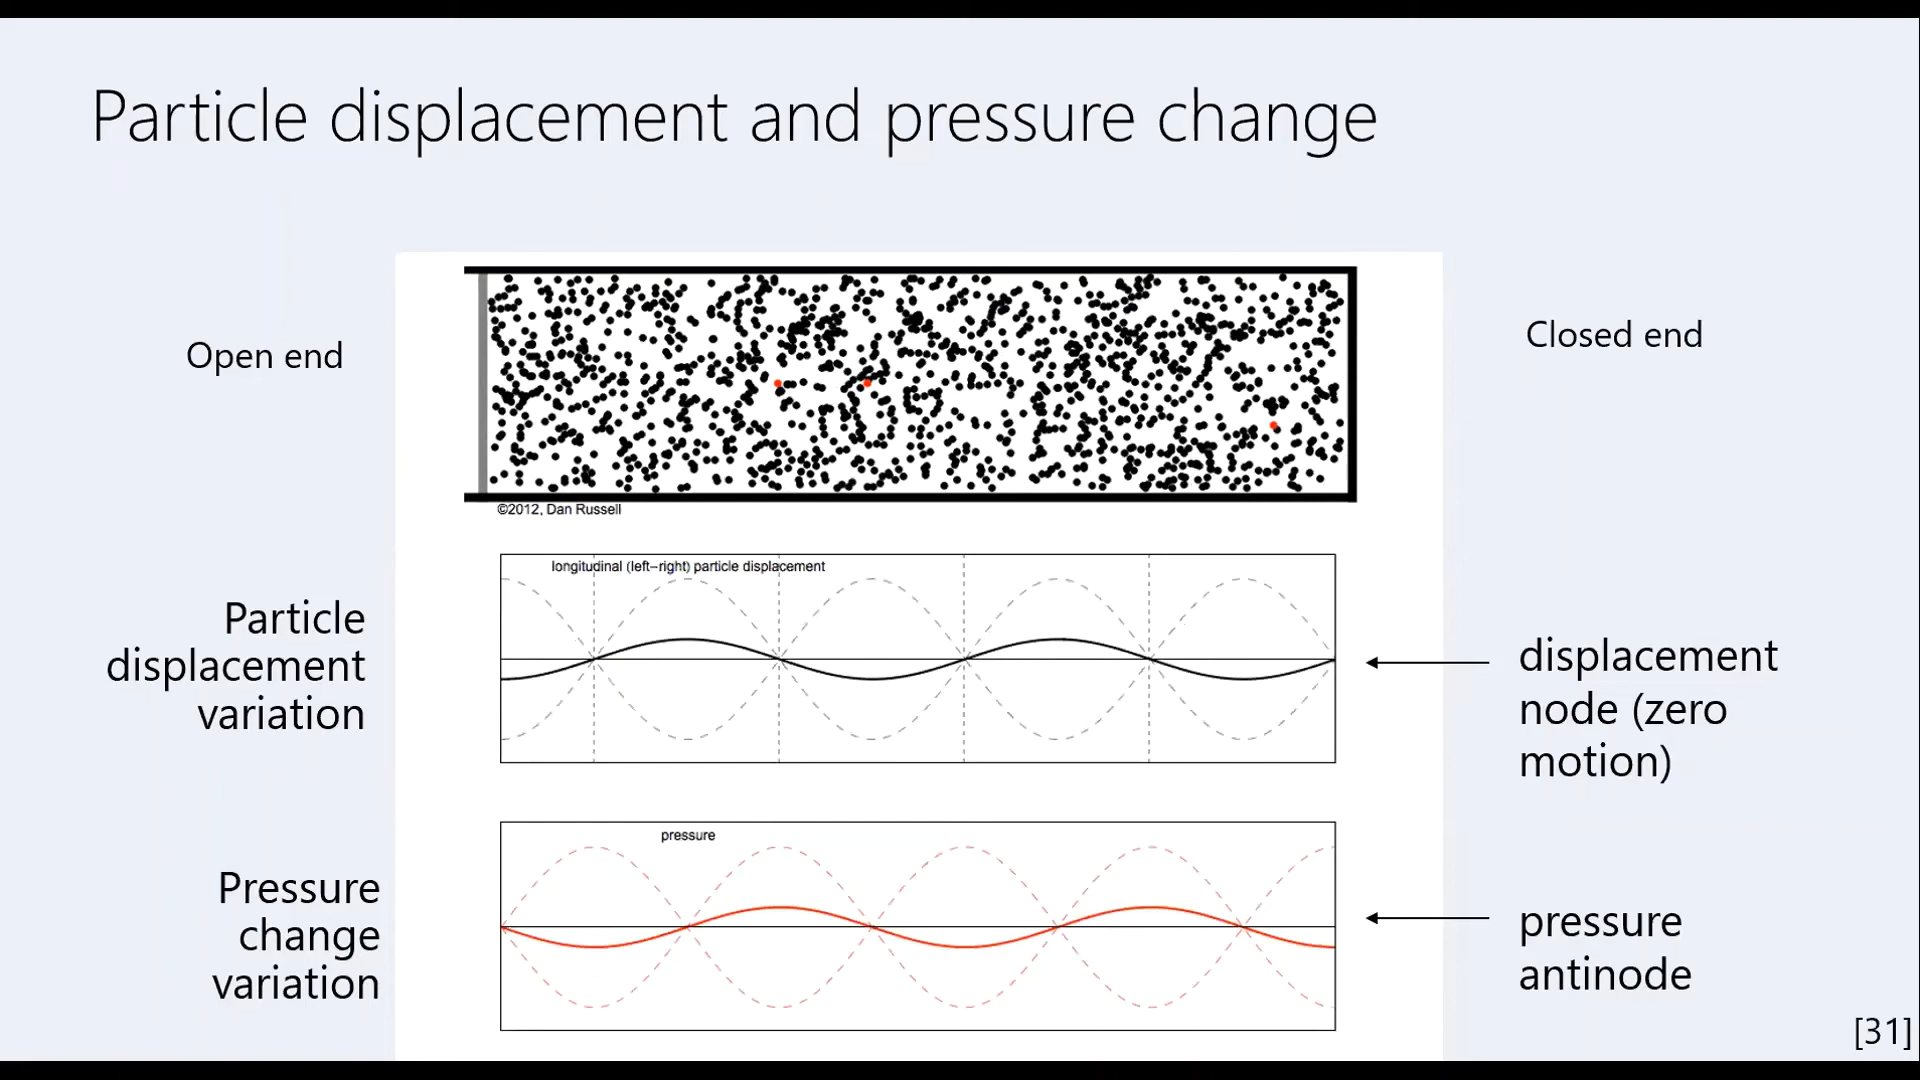 Particle displacement and pressure change
Open end
Closed end
©2012, Dan Russell
longitudinal (left-right) particle displacement
Particle
displacement
variation
displacement
node (zero
motion)
pressure
Pressure
change
variation
pressure
antinode
[31]